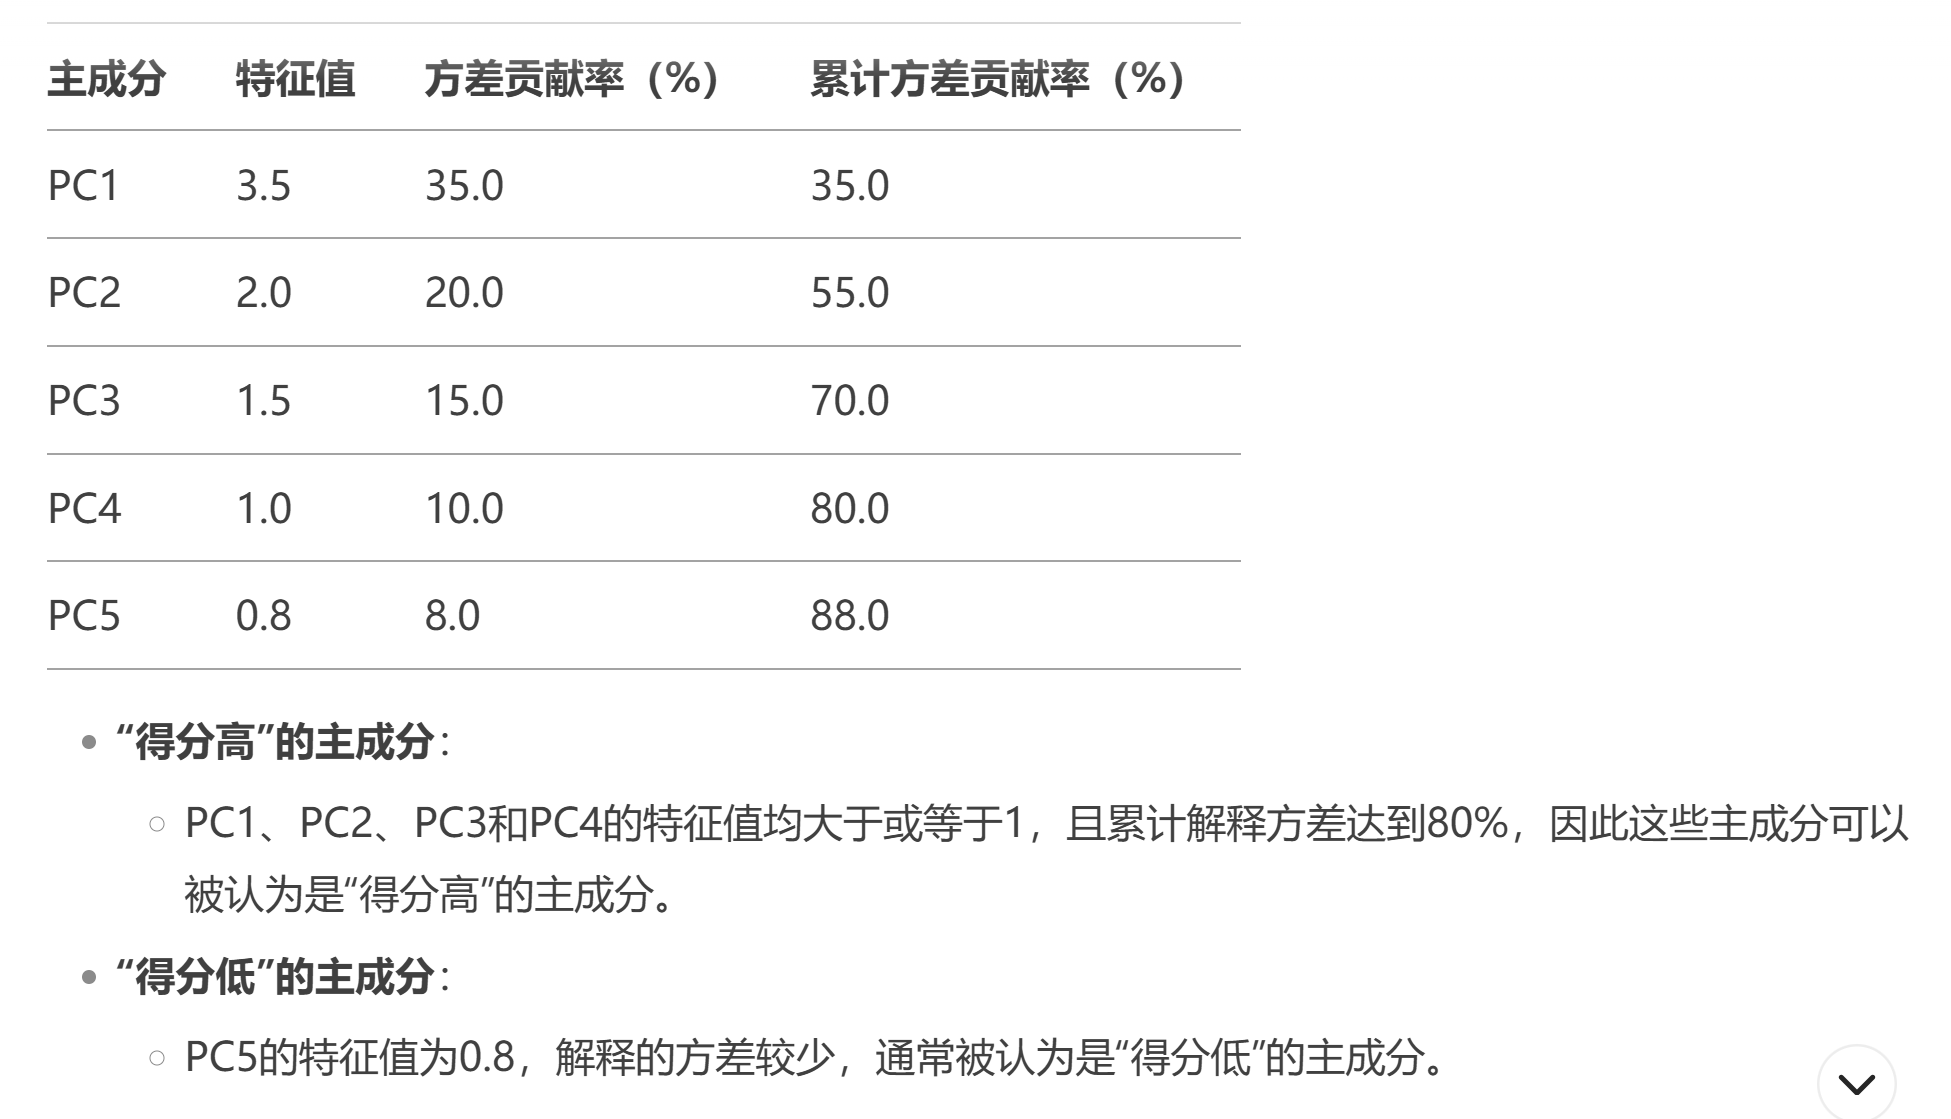 主成分 特征值 方差贡献率（%） 累计方差贡献率（%）
PC1 3.5 35.0 35.0
PC2 2.0 20.0 55.0
PC3 1.5 15.0 70.0
PC4 1.0 10.0 80.0
PC5 0.8 8.0 88.0
“得分高”的主成分：
PC1、PC2、PC3和PC4的特征值均大于或等于1，且累计解释方差达到80%，因此这些主成分可以
被认为是“得分高”的主成分。
“得分低”的主成分：
PC5的特征值为0.8，解释的方差较少，通常被认为是“得分低”的主成分。